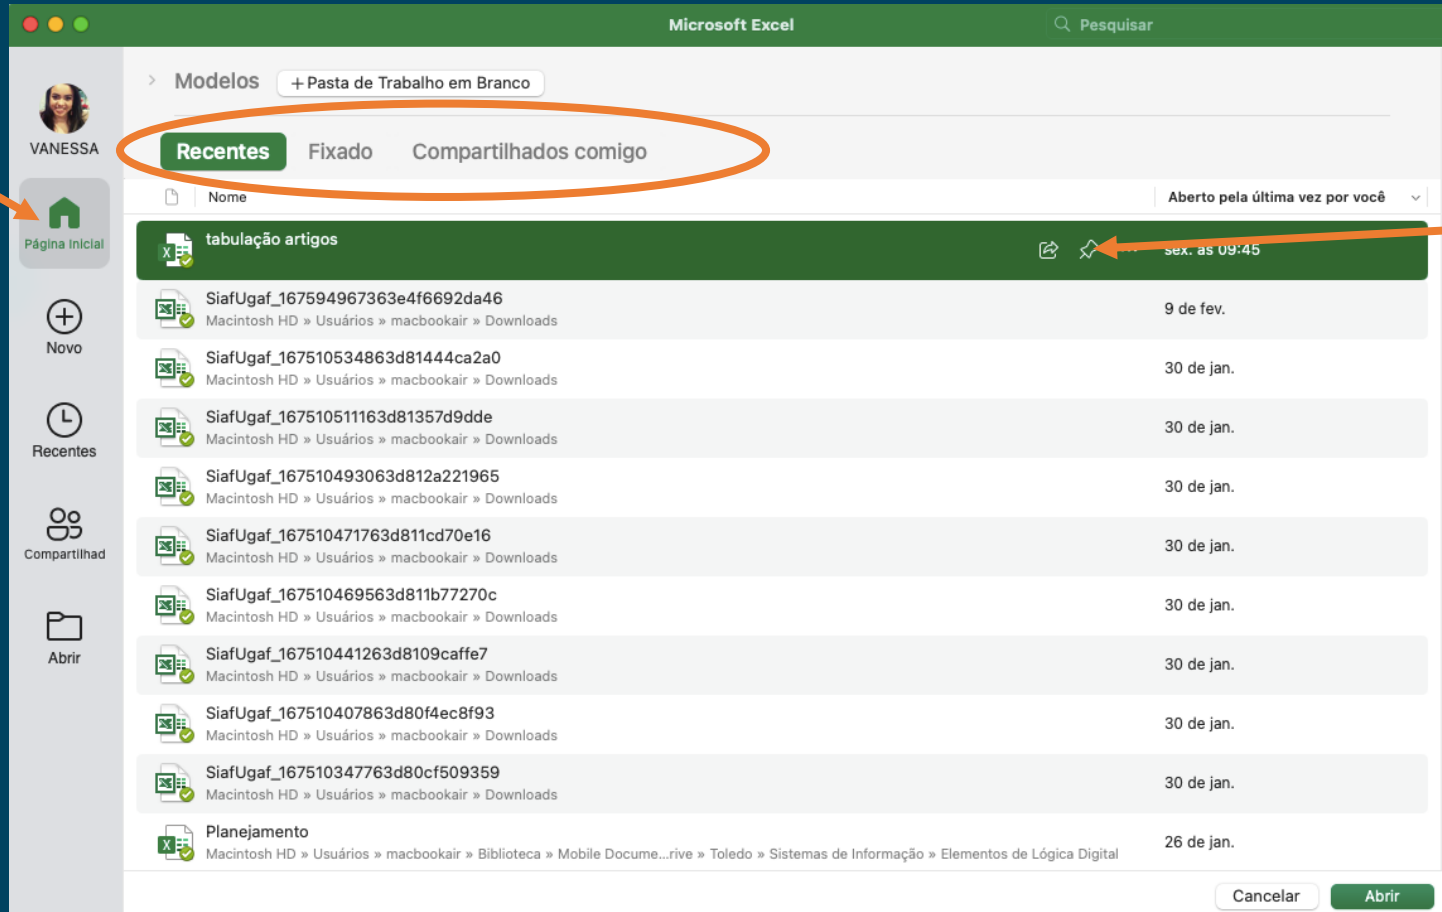 Microsoft Excel
Pesquisar
Modelos
+ Pasta de Trabalho em Branco
VANESSA
Recentes Fixado Compartilhados comigo
Nome Aberto pela última vez por você
Página Inicial
tabulação artigos sex. às 09:45
SiafUgaf_167594967363e4f6692da46
Macintosh HD » Usuários » macbookair » Downloads
9 de fev.
Novo
SiafUgaf_167510534863d81444ca2a0
Macintosh HD » Usuários » macbookair » Downloads
30 de jan.
SiafUgaf_167510511163d81357d9dde
Macintosh HD » Usuários » macbookair » Downloads
30 de jan.
Recentes
SiafUgaf_167510493063d812a221965
Macintosh HD » Usuários » macbookair » Downloads
30 de jan.
SiafUgaf_167510471763d811cd70e16
Macintosh HD » Usuários » macbookair » Downloads
30 de jan.
Compartilhad
SiafUgaf_167510469563d811b77270c
Macintosh HD » Usuários » macbookair » Downloads
30 de jan.
SiafUgaf_167510441263d8109caffe7
Macintosh HD » Usuários » macbookair » Downloads
30 de jan.
Abrir
SiafUgaf_167510407863d80f4ec8f93
Macintosh HD » Usuários » macbookair » Downloads
30 de jan.
SiafUgaf_167510347763d80cf509359
Macintosh HD » Usuários » macbookair » Downloads
30 de jan.
Planejamento
Macintosh HD » Usuários » macbookair » Biblioteca » Mobile Docume...rive » Toledo » Sistemas de Informação » Elementos de Lógica Digital
26 de jan.
Cancelar Abrir